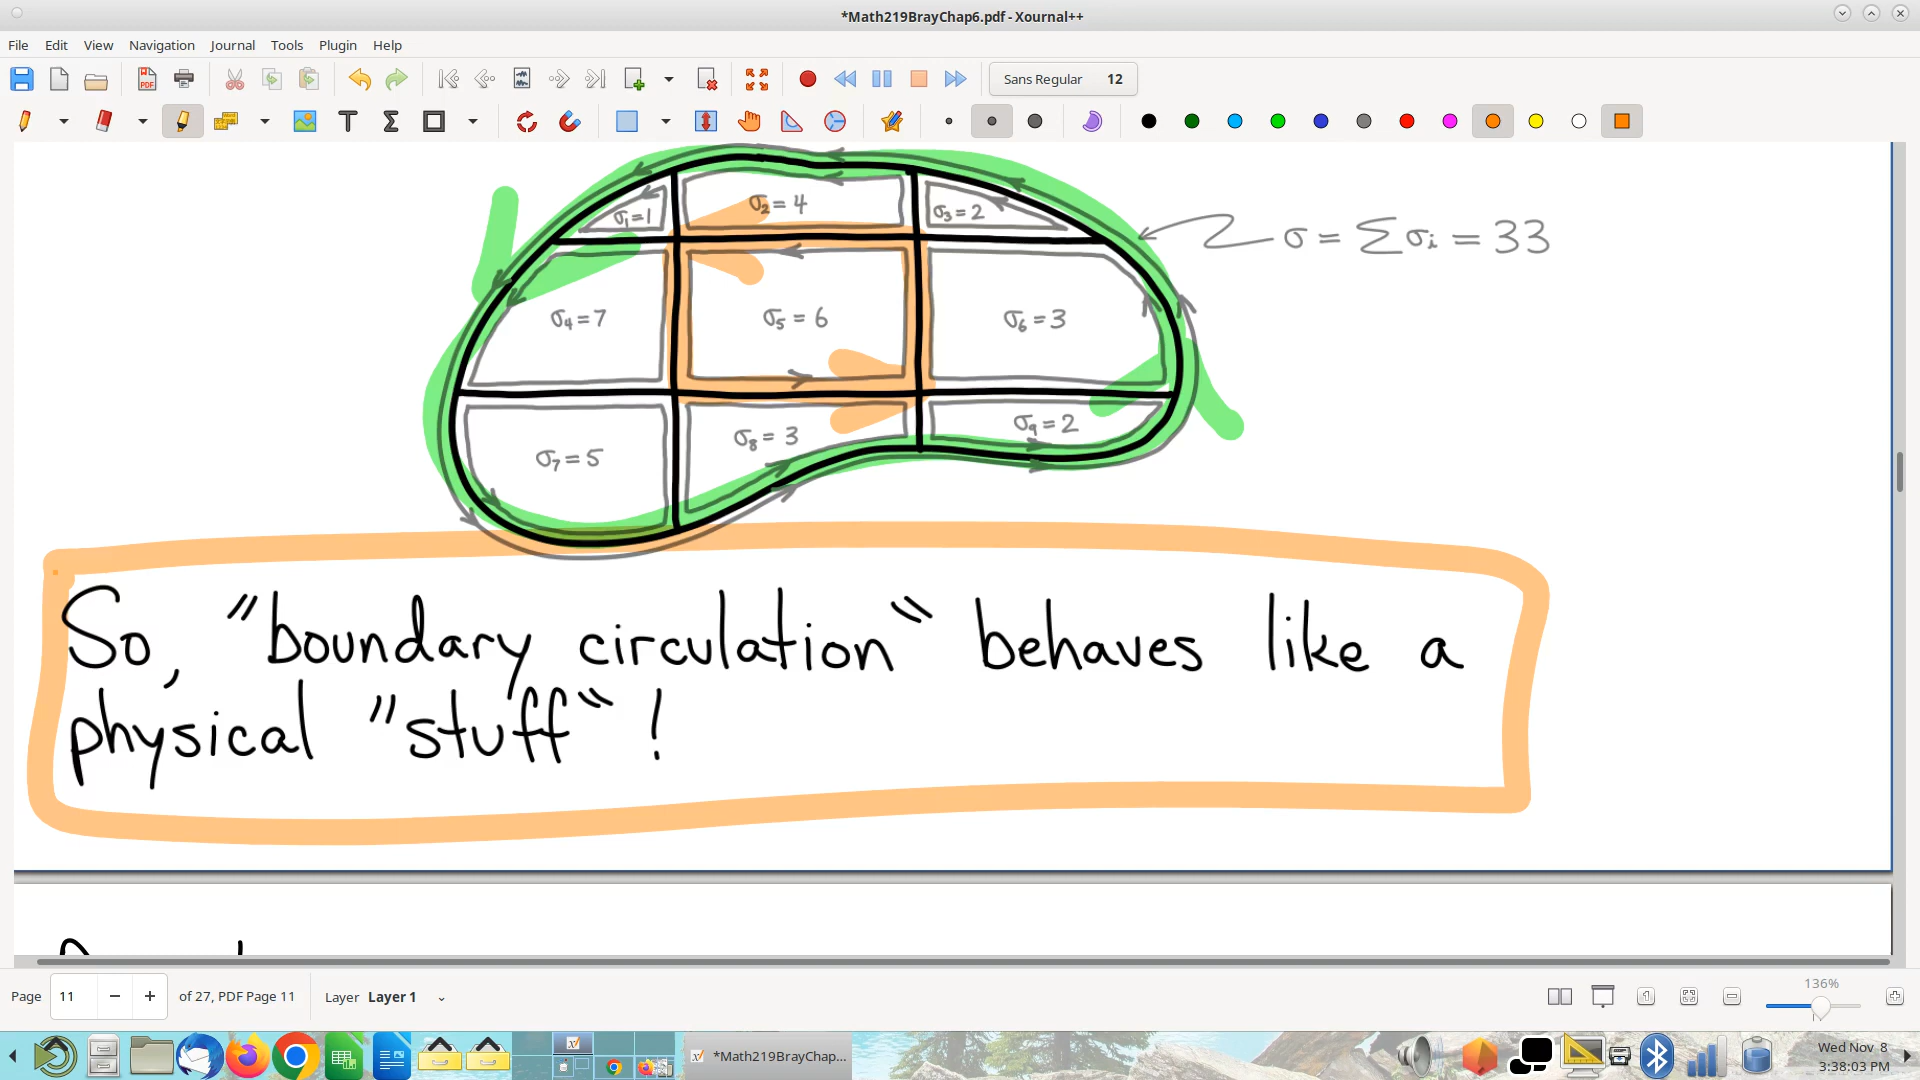 *Math219BrayChap6.pdf - Xournal++
File Edit View Navigation Journal Tools Plugin Help
Sans Regular 12
σ₁=1
σ₂= 4
σ₃=2
σ = Σσᵢ = 33
σ₄=7
σ₅= 6
σ₆=3
σ₇=5
σ₈= 3
σ₉=2
So, "boundary circulation" behaves like a
physical "stuff" !
Page 11 of 27, PDF Page 11 Layer Layer 1
136%
*Math219BrayChap...
Wed Nov 8
3:38:03 PM